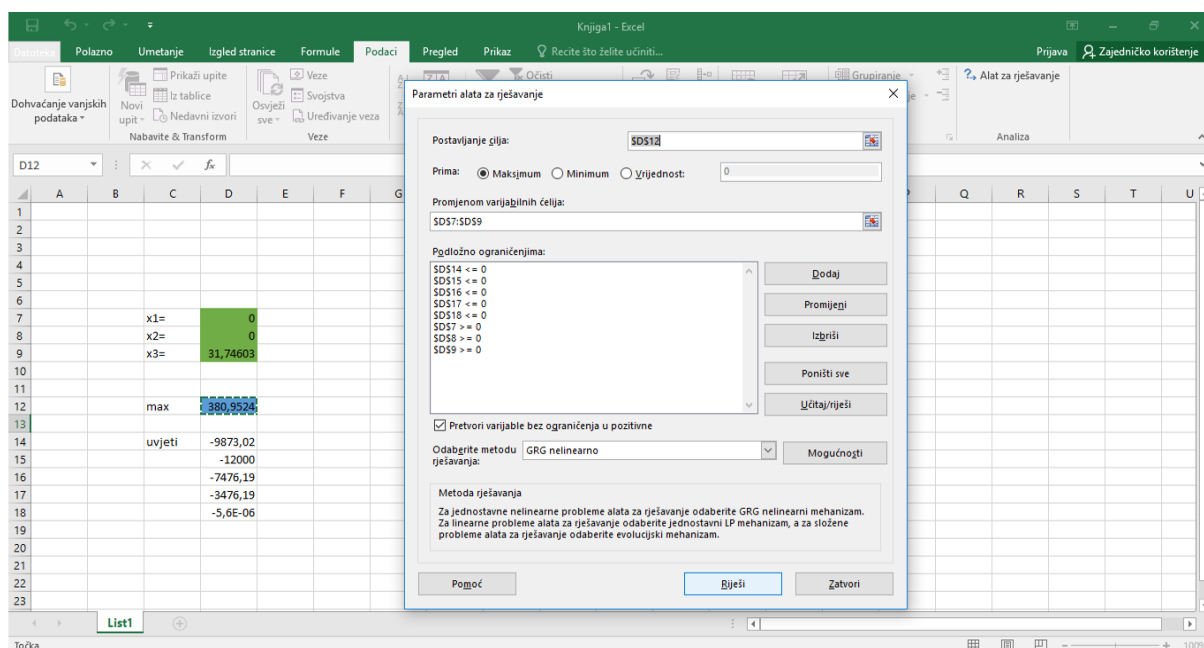 Knjiga1 - Excel
Datoteka Polazno Umetanje Izgled stranice Formule Podaci Pregled Prikaz Recite što želite učiniti... Prijava Zajedničko korištenje
Dohvaćanje vanjskih podataka
Novi upit
Prikaži upite
Iz tablice
Nedavni izvori
Nabavite & Transform
Osvježi sve
Veze
Svojstva
Uređivanje veza
Veze
Očisti
Grupiranje
Alat za rješavanje
Analiza
D12
fx
A B C D E F G Q R S T U
1
2
3
4
5
6
7 x1= 0
8 x2= 0
9 x3= 31,74603
10
11
12 max 380,9524
13
14 uvjeti -9873,02
15 -12000
16 -7476,19
17 -3476,19
18 -5,6E-06
19
20
21
22
23
List1
Točka
100%
Parametri alata za rješavanje
Postavljanje cilja: $D$12
Prima: Maksimum Minimum Vrijednost: 0
Promjenom varijabilnih ćelija:
$D$7:$D$9
Podložno ograničenjima:
$D$14 <= 0
$D$15 <= 0
$D$16 <= 0
$D$17 <= 0
$D$18 <= 0
$D$7 >= 0
$D$8 >= 0
$D$9 >= 0
Dodaj
Promijeni
Izbriši
Poništi sve
Učitaj/riješi
Pretvori varijable bez ograničenja u pozitivne
Odaberite metodu rješavanja:
GRG nelinearno
Mogućnosti
Metoda rješavanja
Za jednostavne nelinearne probleme alata za rješavanje odaberite GRG nelinearni mehanizam.
Za linearne probleme alata za rješavanje odaberite jednostavni LP mehanizam, a za složene
probleme alata za rješavanje odaberite evolucijski mehanizam.
Pomoć
Riješi
Zatvori